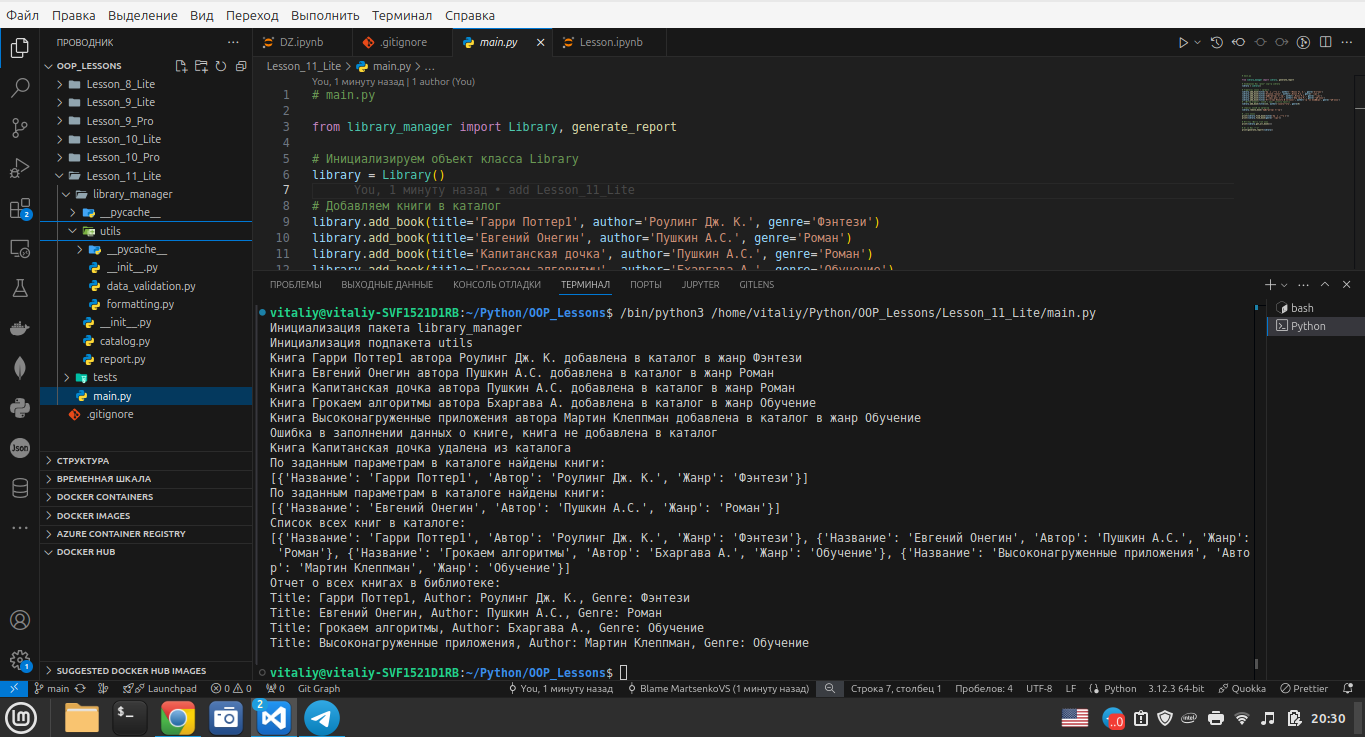 Файл Правка Выделение Вид Переход Выполнить Терминал Справка
ПРОВОДНИК
OOP_LESSONS
Lesson_8_Lite
Lesson_9_Lite
Lesson_9_Pro
Lesson_10_Lite
Lesson_10_Pro
Lesson_11_Lite
library_manager
__pycache__
utils
__pycache__
__init__.py
data_validation.py
formatting.py
__init__.py
catalog.py
report.py
tests
main.py
.gitignore
СТРУКТУРА
ВРЕМЕННАЯ ШКАЛА
DOCKER CONTAINERS
DOCKER IMAGES
AZURE CONTAINER REGISTRY
DOCKER HUB
SUGGESTED DOCKER HUB IMAGES
2
Json
1
DZ.ipynb .gitignore main.py Lesson.ipynb
Lesson_11_Lite > main.py > ...
You, 1 минуту назад | 1 author (You)
1 # main.py
2
3 from library_manager import Library, generate_report
4
5 # Инициализируем объект класса Library
6 library = Library()
7 You, 1 минуту назад • add Lesson_11_Lite
8 # Добавляем книги в каталог
9 library.add_book(title='Гарри Поттер1', author='Роулинг Дж. К.', genre='Фэнтези')
10 library.add_book(title='Евгений Онегин', author='Пушкин А.С.', genre='Роман')
11 library.add_book(title='Капитанская дочка', author='Пушкин А.С.', genre='Роман')
12 library.add_book(title='Грокаем алгоритмы', author='Бхаргава А.', genre='Обучение')
ПРОБЛЕМЫ ВЫХОДНЫЕ ДАННЫЕ КОНСОЛЬ ОТЛАДКИ ТЕРМИНАЛ ПОРТЫ JUPYTER GITLENS
bash
Python
vitaliy@vitaliy-SVF1521D1RB:~/Python/OOP_Lessons$ /bin/python3 /home/vitaliy/Python/OOP_Lessons/Lesson_11_Lite/main.py
Инициализация пакета library_manager
Инициализация подпакета utils
Книга Гарри Поттер1 автора Роулинг Дж. К. добавлена в каталог в жанр Фэнтези
Книга Евгений Онегин автора Пушкин А.С. добавлена в каталог в жанр Роман
Книга Капитанская дочка автора Пушкин А.С. добавлена в каталог в жанр Роман
Книга Грокаем алгоритмы автора Бхаргава А. добавлена в каталог в жанр Обучение
Книга Высоконагруженные приложения автора Мартин Клеппман добавлена в каталог в жанр Обучение
Ошибка в заполнении данных о книге, книга не добавлена в каталог
Книга Капитанская дочка удалена из каталога
По заданным параметрам в каталоге найдены книги:
[{'Название': 'Гарри Поттер1', 'Автор': 'Роулинг Дж. К.', 'Жанр': 'Фэнтези'}]
По заданным параметрам в каталоге найдены книги:
[{'Название': 'Евгений Онегин', 'Автор': 'Пушкин А.С.', 'Жанр': 'Роман'}]
Список всех книг в каталоге:
[{'Название': 'Гарри Поттер1', 'Автор': 'Роулинг Дж. К.', 'Жанр': 'Фэнтези'}, {'Название': 'Евгений Онегин', 'Автор': 'Пушкин А.С.', 'Жанр':
'Роман'}, {'Название': 'Грокаем алгоритмы', 'Автор': 'Бхаргава А.', 'Жанр': 'Обучение'}, {'Название': 'Высоконагруженные приложения', 'Авто
р': 'Мартин Клеппман', 'Жанр': 'Обучение'}]
Отчет о всех книгах в библиотеке:
Title: Гарри Поттер1, Author: Роулинг Дж. К., Genre: Фэнтези
Title: Евгений Онегин, Author: Пушкин А.С., Genre: Роман
Title: Грокаем алгоритмы, Author: Бхаргава А., Genre: Обучение
Title: Высоконагруженные приложения, Author: Мартин Клеппман, Genre: Обучение
vitaliy@vitaliy-SVF1521D1RB:~/Python/OOP_Lessons$
main Launchpad 0 0 0 Git Graph You, 1 минуту назад Blame MartsenkoVS (1 минуту назад) Строка 7, столбец 1 Пробелов: 4 UTF-8 LF Python 3.12.3 64-bit Quokka Prettier
2 ..0 intel 20:30